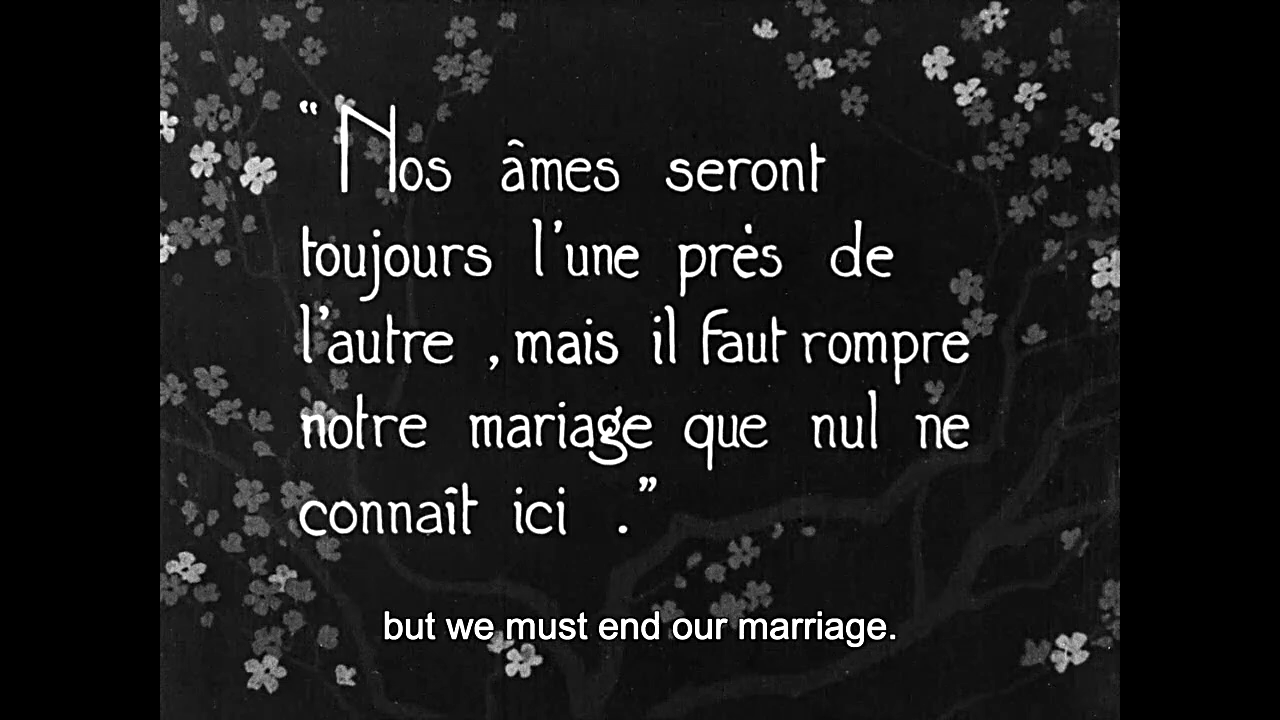 “Nos âmes seront
toujours l'une près de
l'autre , mais il faut rompre
notre mariage que nul ne
connaît ici .”
but we must end our marriage.